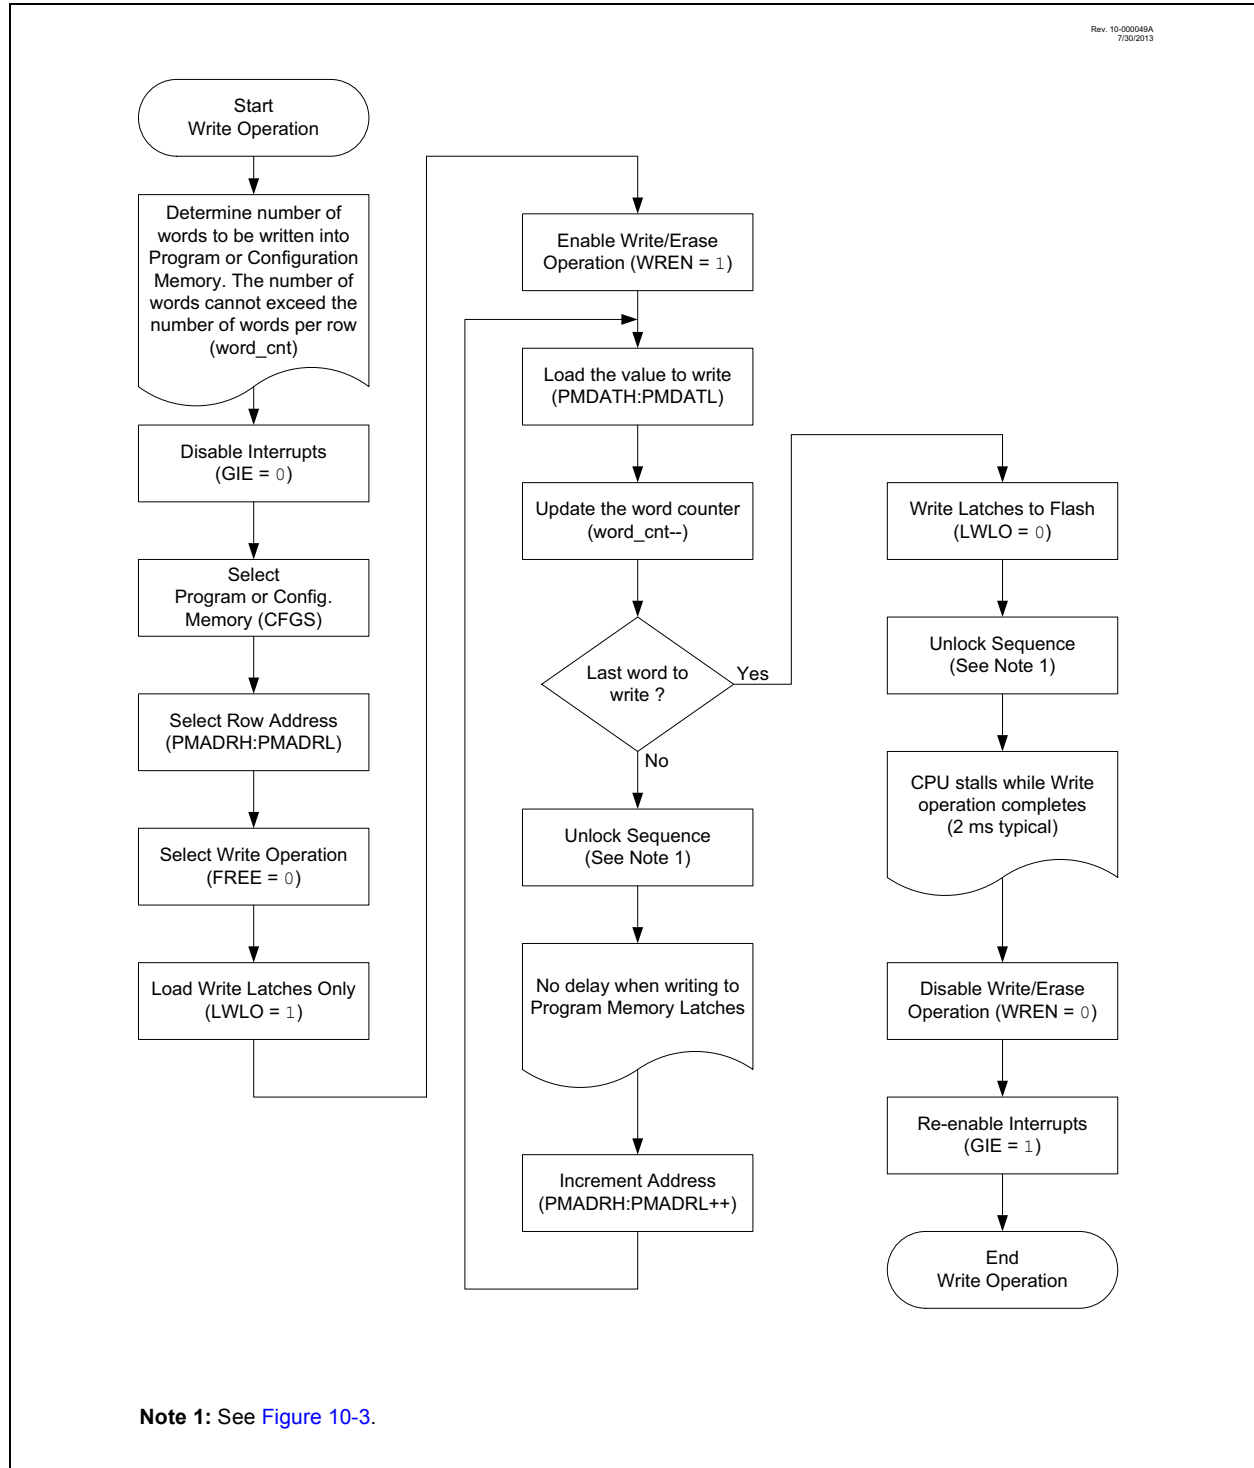 Rev. 10-000049A
7/30/2013
Start
Write Operation
Determine number of
words to be written into
Program or Configuration
Memory. The number of
words cannot exceed the
number of words per row
(word_cnt)
Disable Interrupts
(GIE = 0)
Select
Program or Config.
Memory (CFGS)
Select Row Address
(PMADRH:PMADRL)
Select Write Operation
(FREE = 0)
Load Write Latches Only
(LWLO = 1)
Enable Write/Erase
Operation (WREN = 1)
Load the value to write
(PMDATH:PMDATL)
Update the word counter
(word_cnt--)
Last word to
write ?
Yes
No
Unlock Sequence
(See Note 1)
No delay when writing to
Program Memory Latches
Increment Address
(PMADRH:PMADRL++)
Write Latches to Flash
(LWLO = 0)
Unlock Sequence
(See Note 1)
CPU stalls while Write
operation completes
(2 ms typical)
Disable Write/Erase
Operation (WREN = 0)
Re-enable Interrupts
(GIE = 1)
End
Write Operation
Note 1: See Figure 10-3.